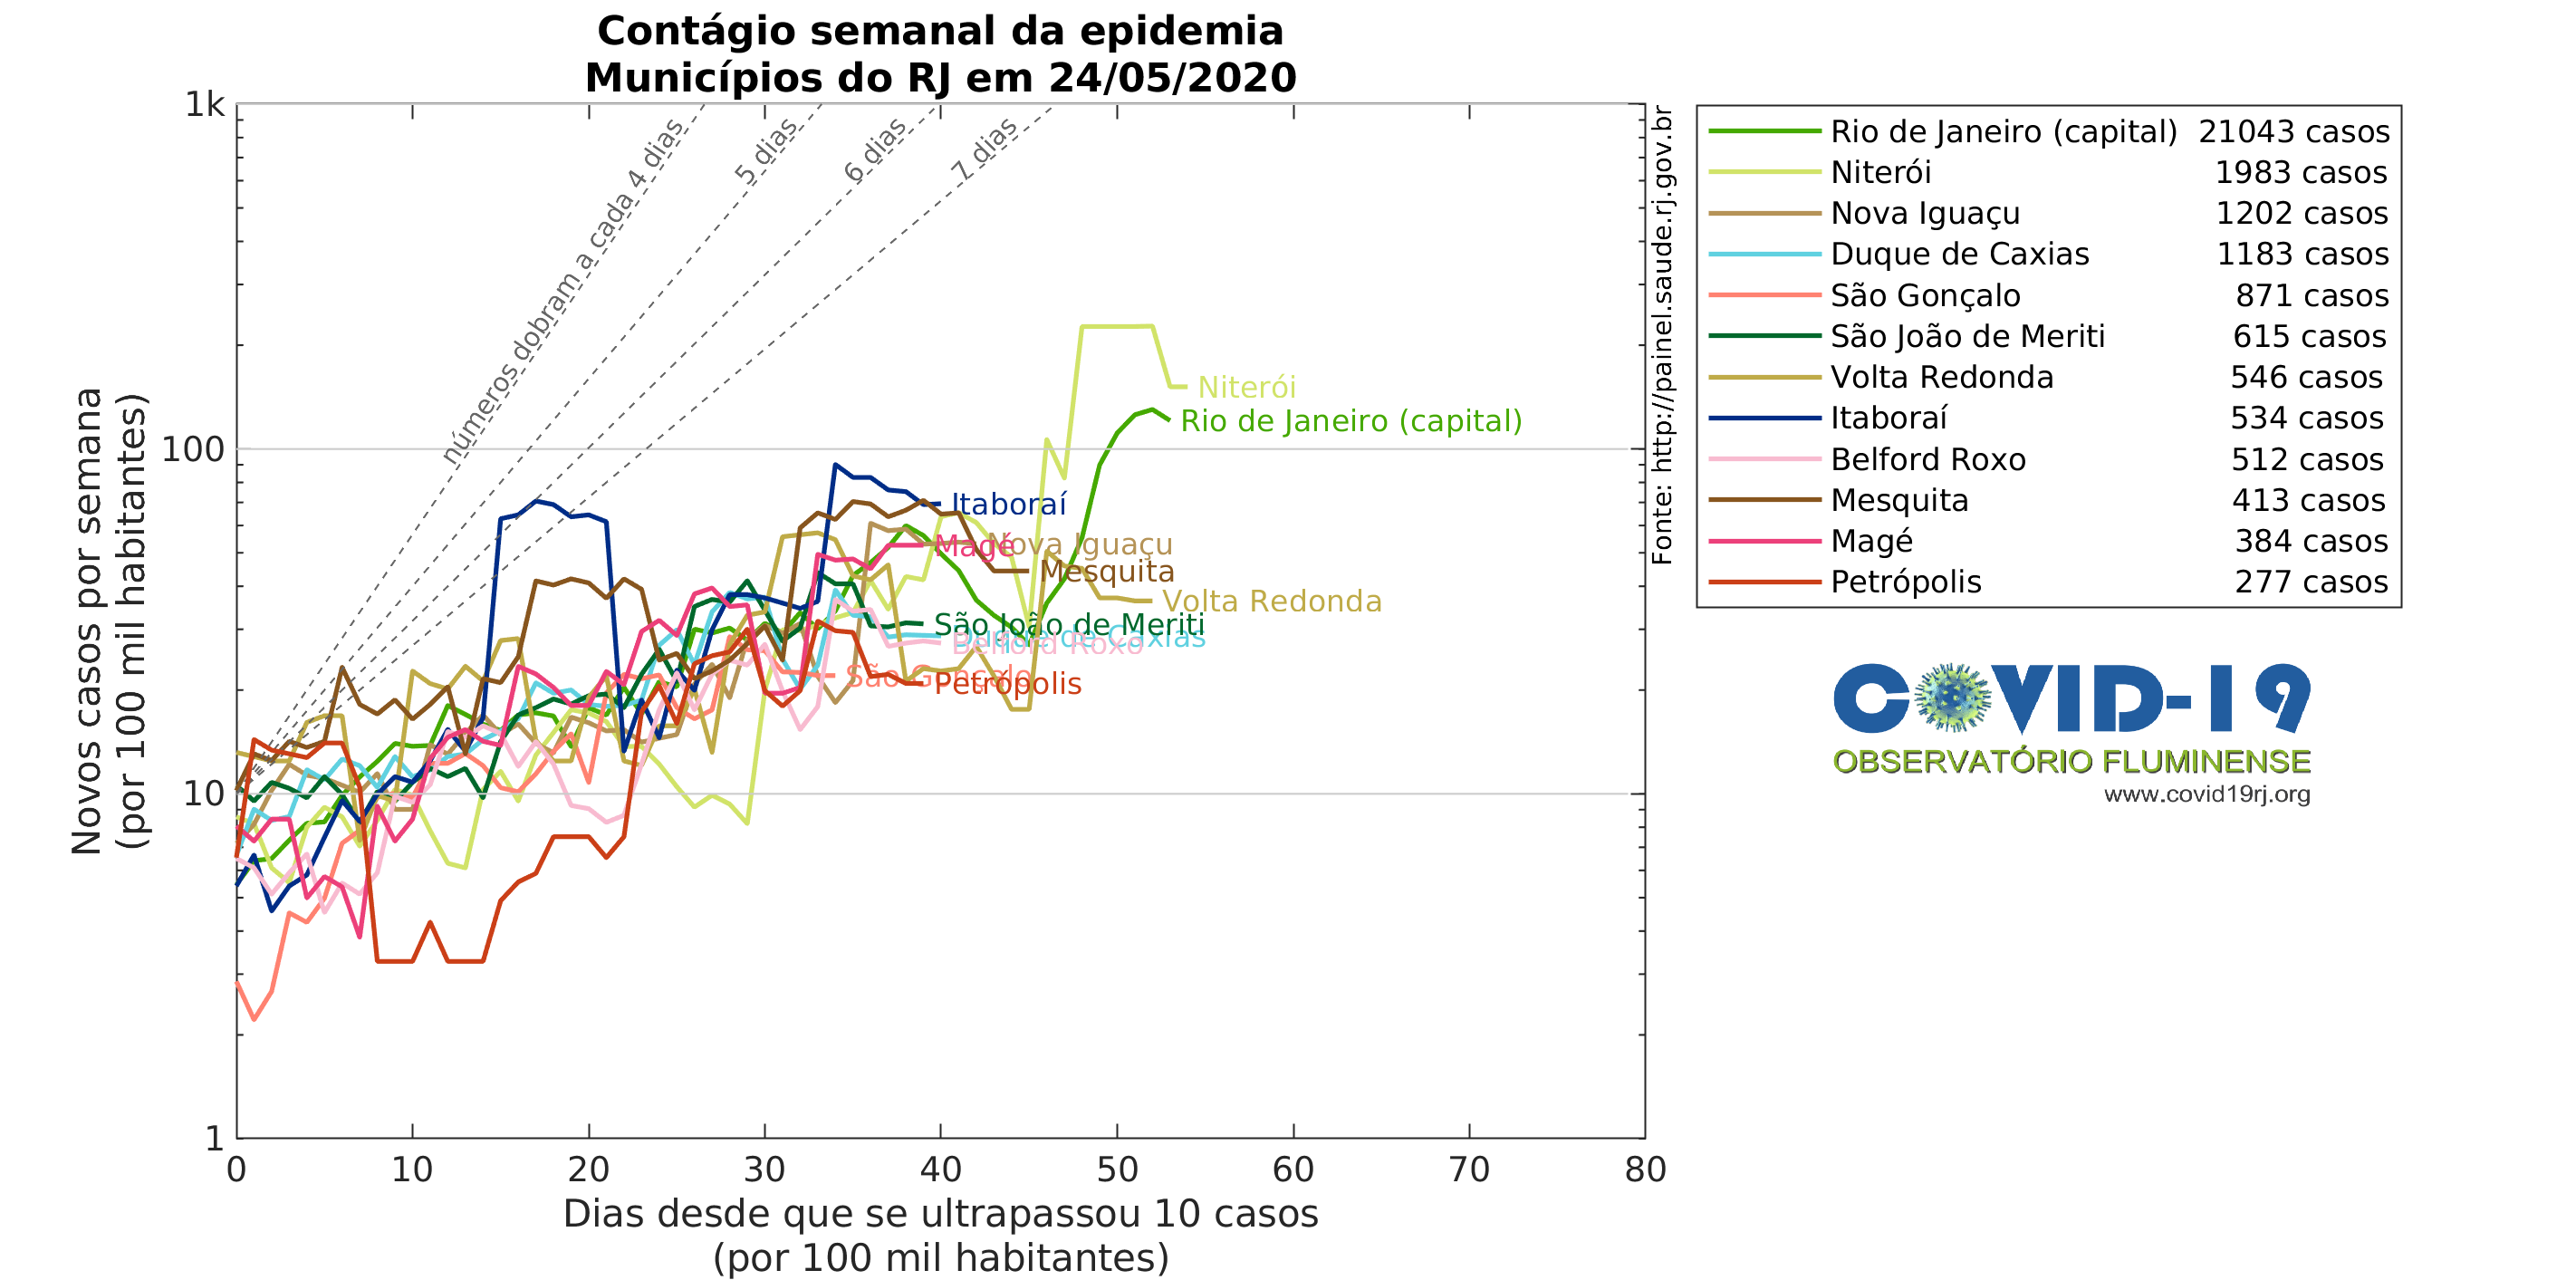 Contágio semanal da epidemia
Municípios do RJ em 24/05/2020
Novos casos por semana
(por 100 mil habitantes)
1k
100
10
1
números dobram a cada 4 dias
5 dias
6 dias
7 dias
Niterói
Rio de Janeiro (capital)
Itaboraí
Nova Iguaçu
Magé
Mesquita
Volta Redonda
São João de Meriti
Duque de Caxias
Belford Roxo
São Gonçalo
Petrópolis
0 10 20 30 40 50 60 70 80
Dias desde que se ultrapassou 10 casos
(por 100 mil habitantes)
Fonte: http://painel.saude.rj.gov.br
Rio de Janeiro (capital) 21043 casos
Niterói 1983 casos
Nova Iguaçu 1202 casos
Duque de Caxias 1183 casos
São Gonçalo 871 casos
São João de Meriti 615 casos
Volta Redonda 546 casos
Itaboraí 534 casos
Belford Roxo 512 casos
Mesquita 413 casos
Magé 384 casos
Petrópolis 277 casos
COVID-19
OBSERVATÓRIO FLUMINENSE
www.covid19rj.org